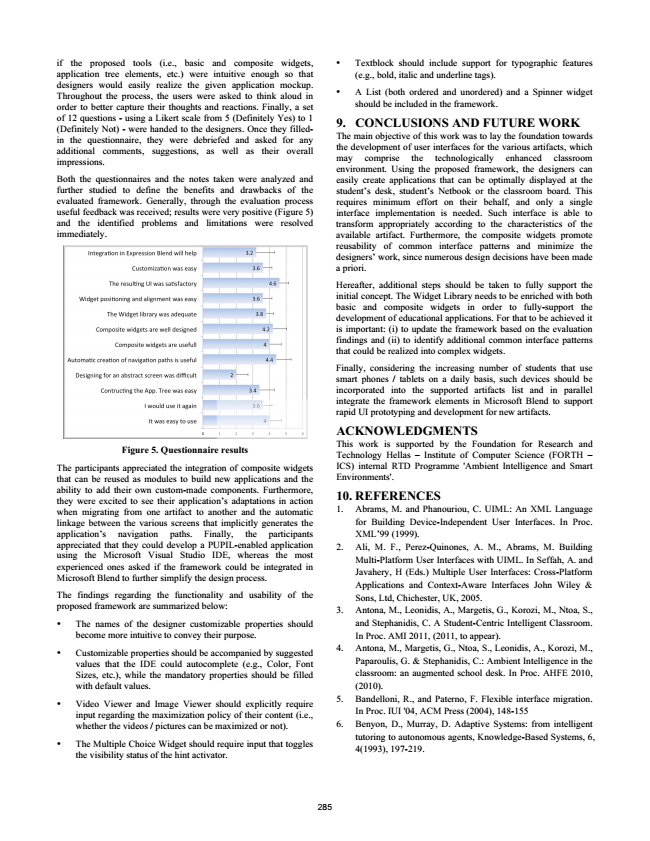 if the proposed tools (i.e., basic and composite widgets,
application tree elements, etc.) were intuitive enough so that
designers would easily realize the given application mockup.
Throughout the process, the users were asked to think aloud in
order to better capture their thoughts and reactions. Finally, a set
of 12 questions - using a Likert scale from 5 (Definitely Yes) to 1
(Definitely Not) - were handed to the designers. Once they filled-
in the questionnaire, they were debriefed and asked for any
additional comments, suggestions, as well as their overall
impressions.
Both the questionnaires and the notes taken were analyzed and
further studied to define the benefits and drawbacks of the
evaluated framework. Generally, through the evaluation process
useful feedback was received; results were very positive (Figure 5)
and the identified problems and limitations were resolved
immediately.
Integration in Expression Blend will help 3.2
Customization was easy 3.6
The resulting UI was satisfactory 4.6
Widget positioning and alignment was easy 3.6
The Widget library was adequate 3.8
Composite widgets are well designed 4.2
Composite widgets are usefull 4
Automatic creation of navigation paths is useful 4.4
Designing for an abstract screen was difficult 2
Contructing the App. Tree was easy 3.4
I would use it again
It was easy to use 4
0 1 2 3 4 5 6
Figure 5. Questionnaire results
The participants appreciated the integration of composite widgets
that can be reused as modules to build new applications and the
ability to add their own custom-made components. Furthermore,
they were excited to see their application's adaptations in action
when migrating from one artifact to another and the automatic
linkage between the various screens that implicitly generates the
application's navigation paths. Finally, the participants
appreciated that they could develop a PUPIL-enabled application
using the Microsoft Visual Studio IDE, whereas the most
experienced ones asked if the framework could be integrated in
Microsoft Blend to further simplify the design process.
The findings regarding the functionality and usability of the
proposed framework are summarized below:
• The names of the designer customizable properties should
become more intuitive to convey their purpose.
• Customizable properties should be accompanied by suggested
values that the IDE could autocomplete (e.g., Color, Font
Sizes, etc.), while the mandatory properties should be filled
with default values.
• Video Viewer and Image Viewer should explicitly require
input regarding the maximization policy of their content (i.e.,
whether the videos / pictures can be maximized or not).
• The Multiple Choice Widget should require input that toggles
the visibility status of the hint activator.
• Textblock should include support for typographic features
(e.g., bold, italic and underline tags).
• A List (both ordered and unordered) and a Spinner widget
should be included in the framework.
9. CONCLUSIONS AND FUTURE WORK
The main objective of this work was to lay the foundation towards
the development of user interfaces for the various artifacts, which
may comprise the technologically enhanced classroom
environment. Using the proposed framework, the designers can
easily create applications that can be optimally displayed at the
student's desk, student's Netbook or the classroom board. This
requires minimum effort on their behalf, and only a single
interface implementation is needed. Such interface is able to
transform appropriately according to the characteristics of the
available artifact. Furthermore, the composite widgets promote
reusability of common interface patterns and minimize the
designers' work, since numerous design decisions have been made
a priori.
Hereafter, additional steps should be taken to fully support the
initial concept. The Widget Library needs to be enriched with both
basic and composite widgets in order to fully-support the
development of educational applications. For that to be achieved it
is important: (i) to update the framework based on the evaluation
findings and (ii) to identify additional common interface patterns
that could be realized into complex widgets.
Finally, considering the increasing number of students that use
smart phones / tablets on a daily basis, such devices should be
incorporated into the supported artifacts list and in parallel
integrate the framework elements in Microsoft Blend to support
rapid UI prototyping and development for new artifacts.
ACKNOWLEDGMENTS
This work is supported by the Foundation for Research and
Technology Hellas – Institute of Computer Science (FORTH –
ICS) internal RTD Programme 'Ambient Intelligence and Smart
Environments'.
10. REFERENCES
1. Abrams, M. and Phanouriou, C. UIML: An XML Language
for Building Device-Independent User Interfaces. In Proc.
XML'99 (1999).
2. Ali, M. F., Perez-Quinones, A. M., Abrams, M. Building
Multi-Platform User Interfaces with UIML. In Seffah, A. and
Javahery, H (Eds.) Multiple User Interfaces: Cross-Platform
Applications and Context-Aware Interfaces John Wiley &
Sons, Ltd, Chichester, UK, 2005.
3. Antona, M., Leonidis, A., Margetis, G., Korozi, M., Ntoa, S.,
and Stephanidis, C. A Student-Centric Intelligent Classroom.
In Proc. AMI 2011, (2011, to appear).
4. Antona, M., Margetis, G., Ntoa, S., Leonidis, A., Korozi, M.,
Paparoulis, G. & Stephanidis, C.: Ambient Intelligence in the
classroom: an augmented school desk. In Proc. AHFE 2010,
(2010).
5. Bandelloni, R., and Paterno, F. Flexible interface migration.
In Proc. IUI '04, ACM Press (2004), 148-155
6. Benyon, D., Murray, D. Adaptive Systems: from intelligent
tutoring to autonomous agents, Knowledge-Based Systems, 6,
4(1993), 197-219.
285